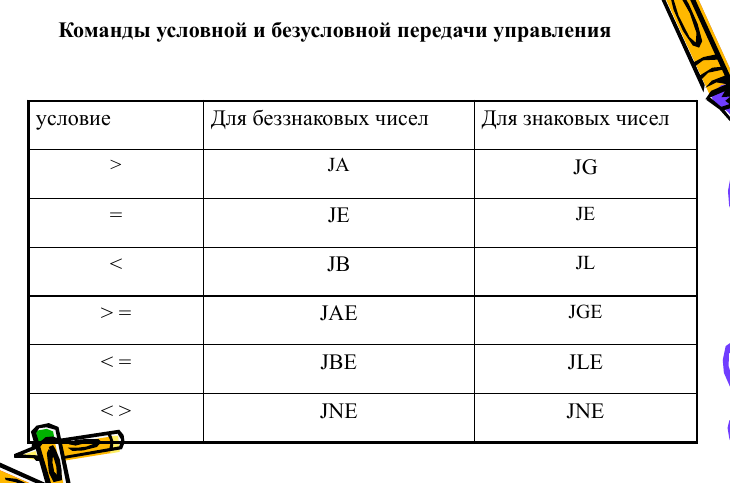 Команды условной и безусловной передачи управления
условие Для беззнаковых чисел Для знаковых чисел
> JA JG
= JE JE
< JB JL
> = JAE JGE
< = JBE JLE
< > JNE JNE